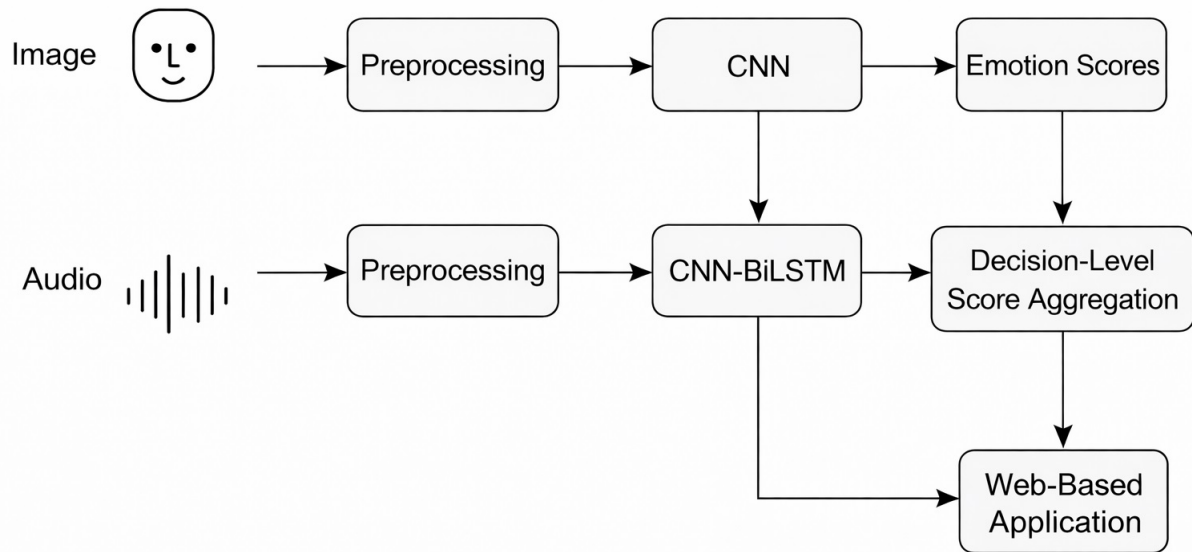 Image
Preprocessing
CNN
Emotion Scores
Audio
Preprocessing
CNN-BiLSTM
Decision-Level
Score Aggregation
Web-Based
Application